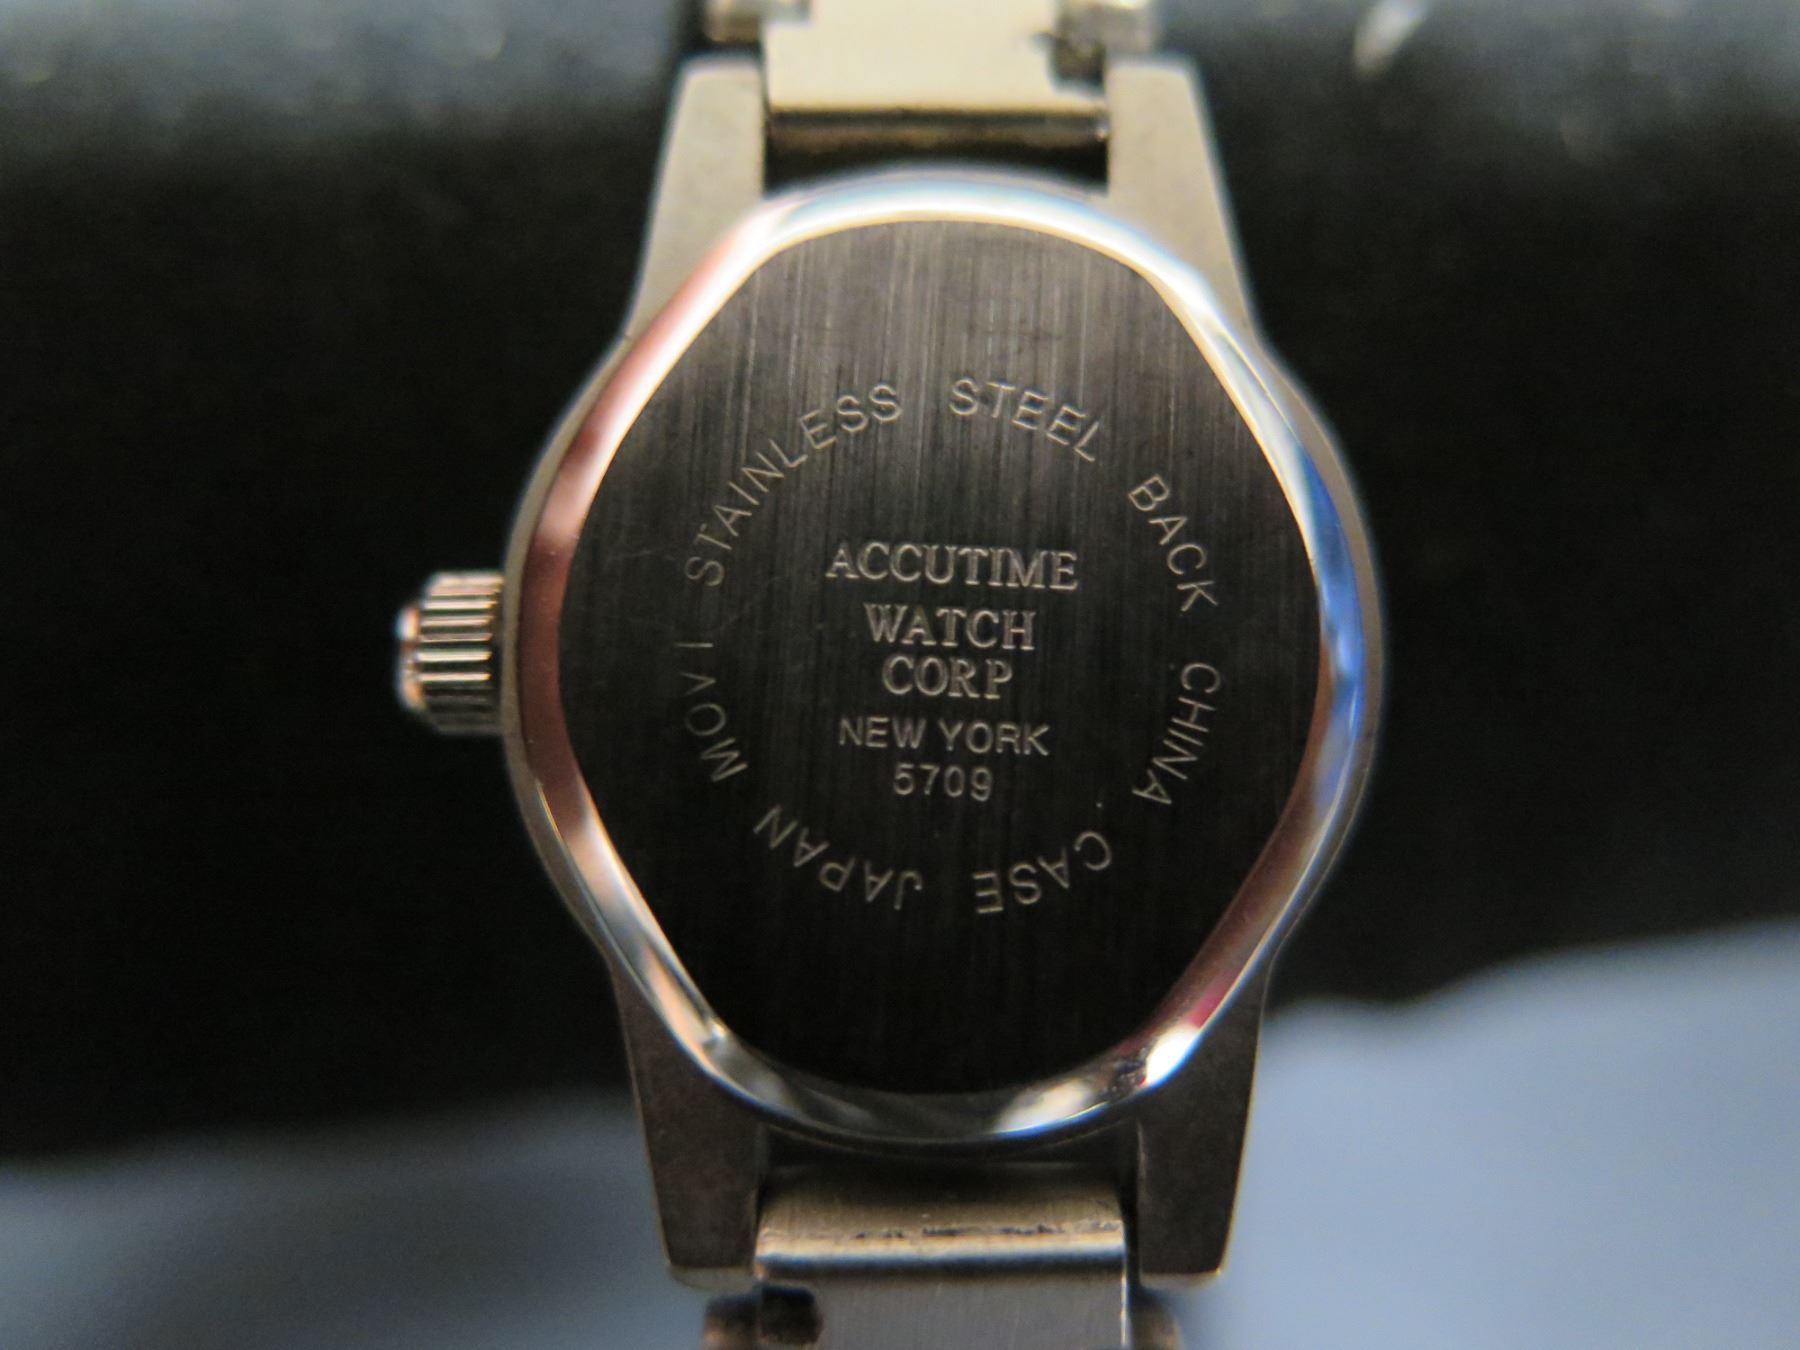 STAINLESS STEEL BACK CHINA CASE JAPAN MOVT
ACCUTIME
WATCH
CORP
NEW YORK
5709